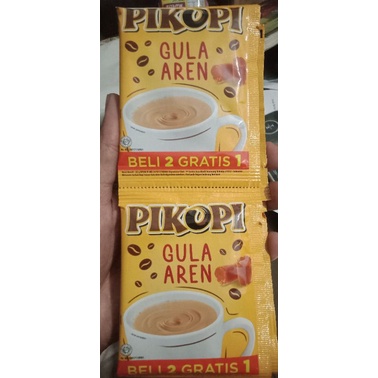 PIKOPI
GULA
AREN
BELI 2 GRATIS 1
PIKOPI
GULA
AREN
BELI 2 GRATIS 1